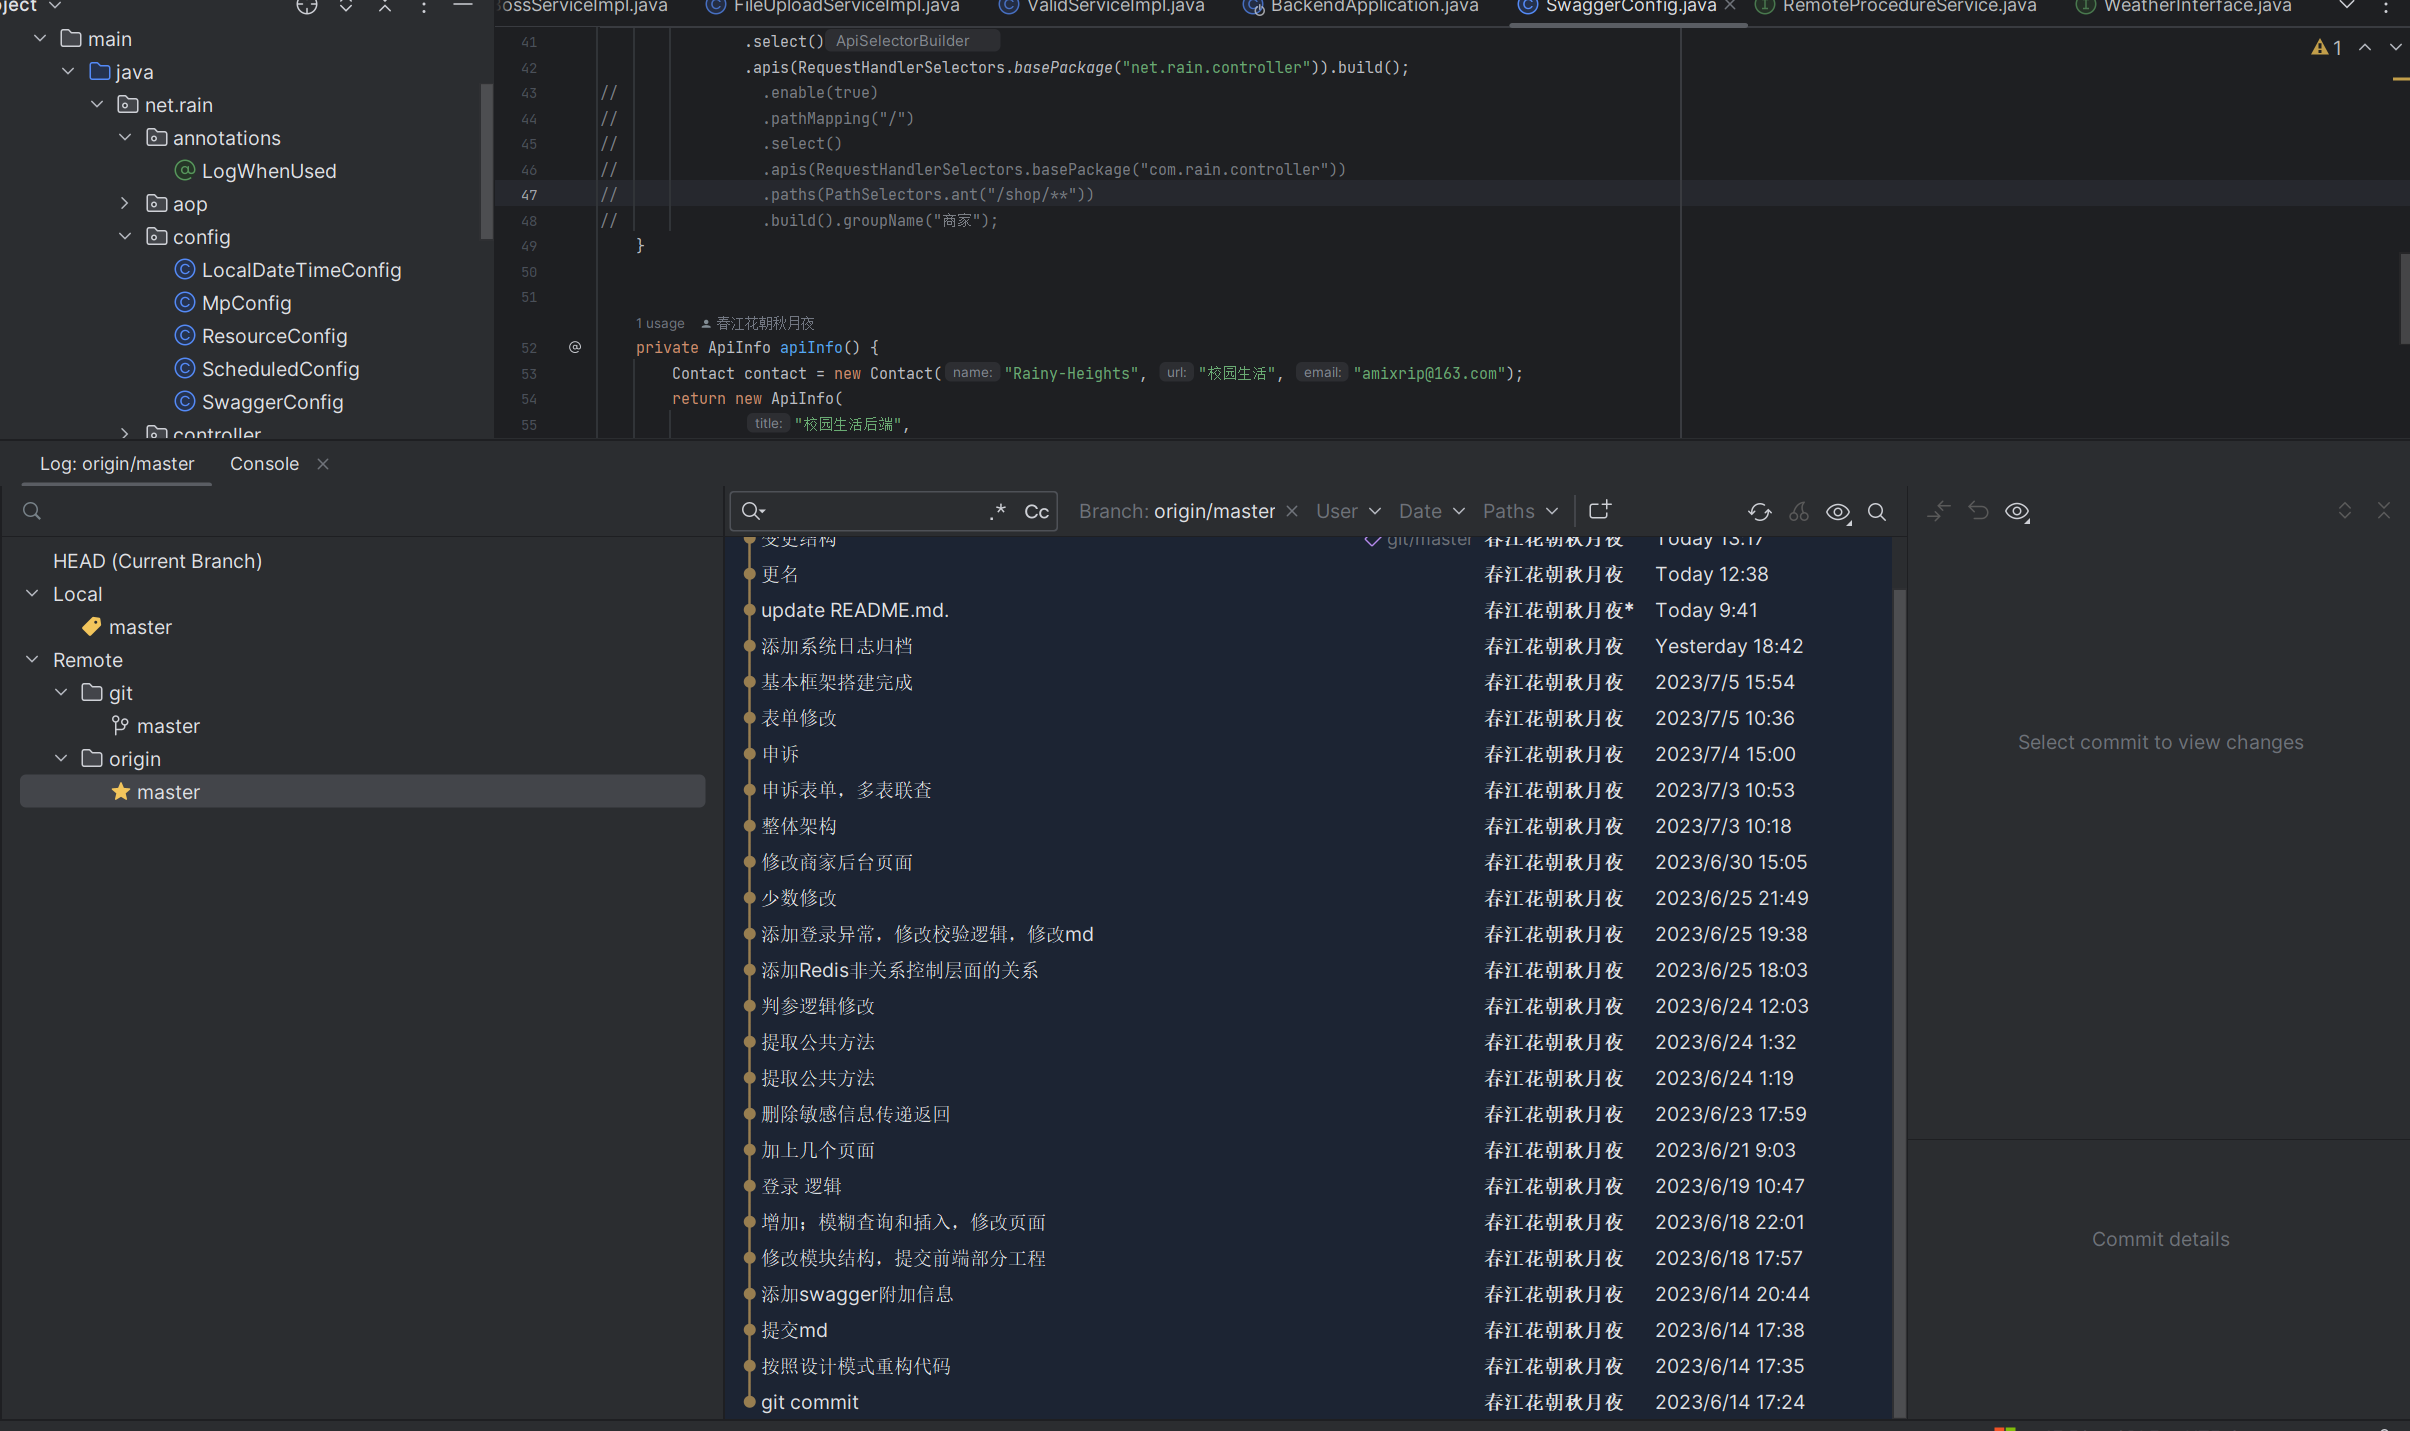 ject
main
java
net.rain
annotations
LogWhenUsed
aop
config
LocalDateTimeConfig
MpConfig
ResourceConfig
ScheduledConfig
SwaggerConfig
controller
ossServiceImpl.java FileUploadServiceImpl.java ValidServiceImpl.java BackendApplication.java SwaggerConfig.java RemoteProcedureService.java WeatherInterface.java
1
41 .select() ApiSelectorBuilder
42 .apis(RequestHandlerSelectors.basePackage("net.rain.controller")).build();
43 // .enable(true)
44 // .pathMapping("/")
45 // .select()
46 // .apis(RequestHandlerSelectors.basePackage("com.rain.controller"))
47 // .paths(PathSelectors.ant("/shop/**"))
48 // .build().groupName("商家");
49 }
50
51
1 usage 春江花朝秋月夜
52 @ private ApiInfo apiInfo() {
53 Contact contact = new Contact( name: "Rainy-Heights", url: "校园生活", email: "amixrip@163.com");
54 return new ApiInfo(
55 title: "校园生活后端",
Log: origin/master Console
HEAD (Current Branch)
Local
master
Remote
git
master
origin
master
.* Cc Branch: origin/master User Date Paths
变更结构 git/master 春江花朝秋月夜 Today 13:17
更名 春江花朝秋月夜 Today 12:38
update README.md. 春江花朝秋月夜* Today 9:41
添加系统日志归档 春江花朝秋月夜 Yesterday 18:42
基本框架搭建完成 春江花朝秋月夜 2023/7/5 15:54
表单修改 春江花朝秋月夜 2023/7/5 10:36
申诉 春江花朝秋月夜 2023/7/4 15:00
申诉表单，多表联查 春江花朝秋月夜 2023/7/3 10:53
整体架构 春江花朝秋月夜 2023/7/3 10:18
修改商家后台页面 春江花朝秋月夜 2023/6/30 15:05
少数修改 春江花朝秋月夜 2023/6/25 21:49
添加登录异常，修改校验逻辑，修改md 春江花朝秋月夜 2023/6/25 19:38
添加Redis非关系控制层面的关系 春江花朝秋月夜 2023/6/25 18:03
判参逻辑修改 春江花朝秋月夜 2023/6/24 12:03
提取公共方法 春江花朝秋月夜 2023/6/24 1:32
提取公共方法 春江花朝秋月夜 2023/6/24 1:19
删除敏感信息传递返回 春江花朝秋月夜 2023/6/23 17:59
加上几个页面 春江花朝秋月夜 2023/6/21 9:03
登录 逻辑 春江花朝秋月夜 2023/6/19 10:47
增加；模糊查询和插入，修改页面 春江花朝秋月夜 2023/6/18 22:01
修改模块结构，提交前端部分工程 春江花朝秋月夜 2023/6/18 17:57
添加swagger附加信息 春江花朝秋月夜 2023/6/14 20:44
提交md 春江花朝秋月夜 2023/6/14 17:38
按照设计模式重构代码 春江花朝秋月夜 2023/6/14 17:35
git commit 春江花朝秋月夜 2023/6/14 17:24
Select commit to view changes
Commit details